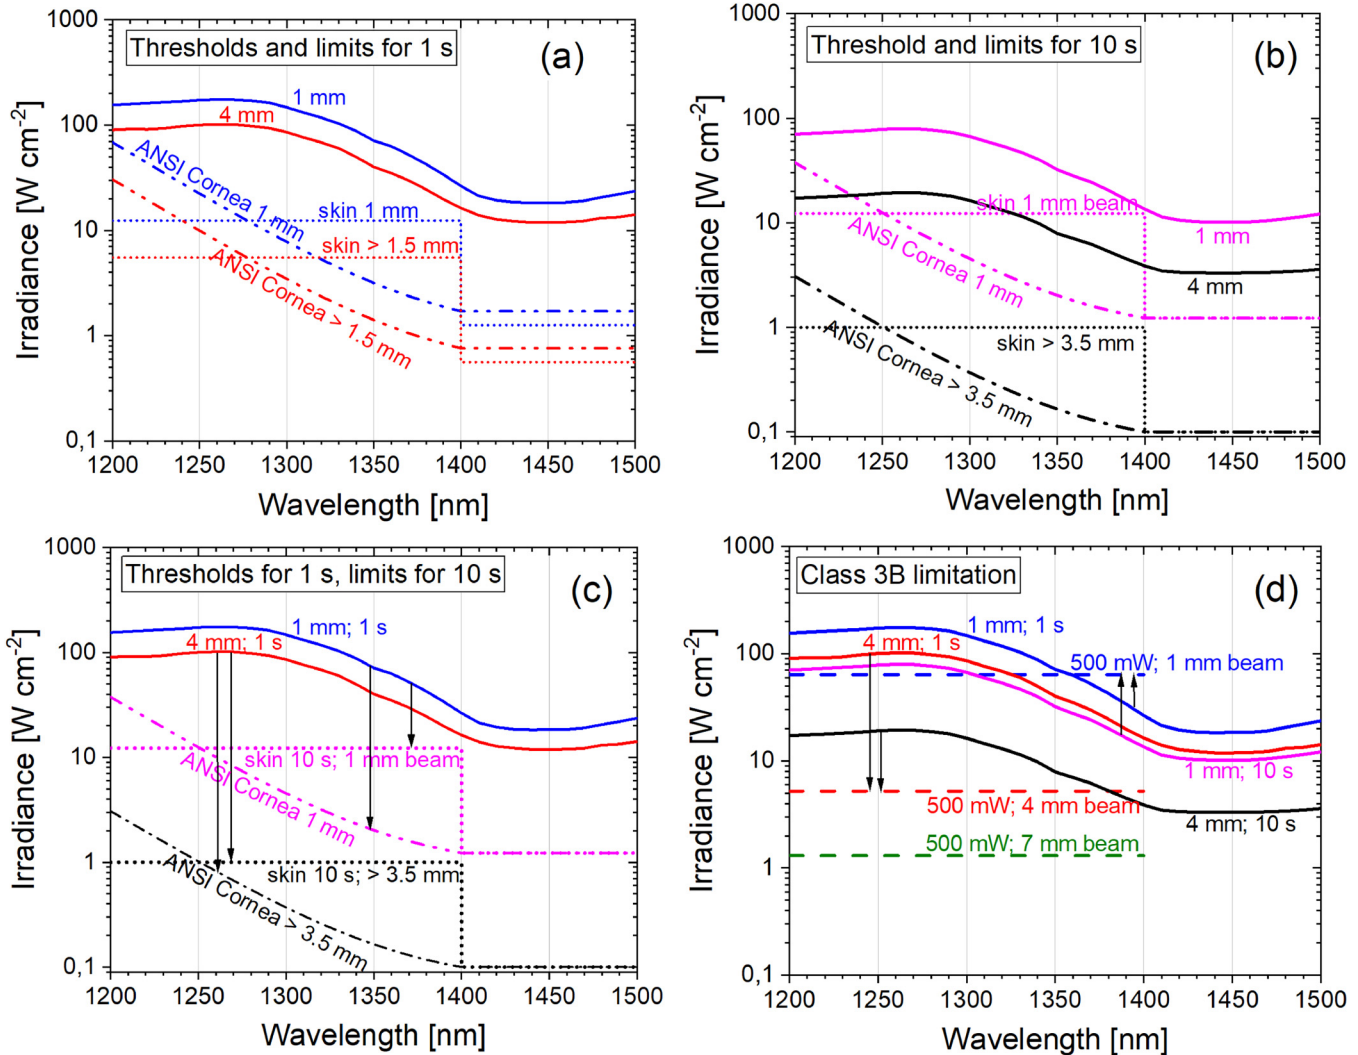 Thresholds and limits for 1 s
(a)
1000
100
10
1
0,1
Irradiance [W cm-2]
1 mm
4 mm
ANSI Cornea 1 mm
skin 1 mm
skin > 1.5 mm
ANSI Cornea > 1.5 mm
1200 1250 1300 1350 1400 1450 1500
Wavelength [nm]
Threshold and limits for 10 s
(b)
1000
100
10
1
0,1
Irradiance [W cm-2]
skin 1 mm beam
1 mm
ANSI Cornea 1 mm
4 mm
skin > 3.5 mm
ANSI Cornea > 3.5 mm
1200 1250 1300 1350 1400 1450 1500
Wavelength [nm]
Thresholds for 1 s, limits for 10 s
(c)
1000
100
10
1
0,1
Irradiance [W cm-2]
1 mm; 1 s
4 mm; 1 s
skin 10 s; 1 mm beam
ANSI Cornea 1 mm
skin 10 s; > 3.5 mm
ANSI Cornea > 3.5 mm
1200 1250 1300 1350 1400 1450 1500
Wavelength [nm]
Class 3B limitation
(d)
1000
100
10
1
0,1
Irradiance [W cm-2]
1 mm; 1 s
4 mm; 1 s
500 mW; 1 mm beam
1 mm; 10 s
500 mW; 4 mm beam
4 mm; 10 s
500 mW; 7 mm beam
1200 1250 1300 1350 1400 1450 1500
Wavelength [nm]